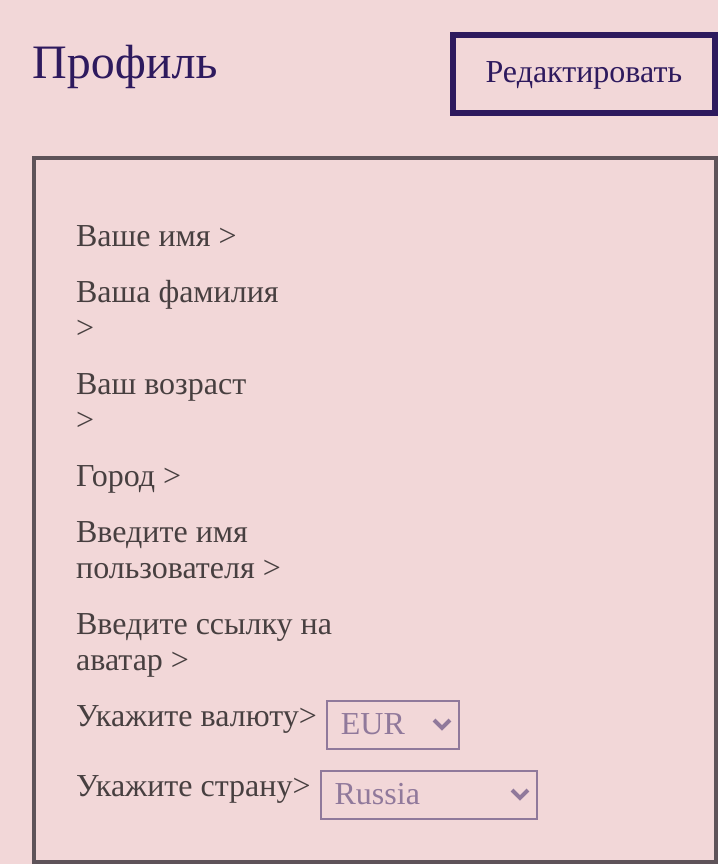 Профиль
Редактировать
Ваше имя >
Ваша фамилия
>
Ваш возраст
>
Город >
Введите имя
пользователя >
Введите ссылку на
аватар >
Укажите валюту> EUR
Укажите страну> Russia